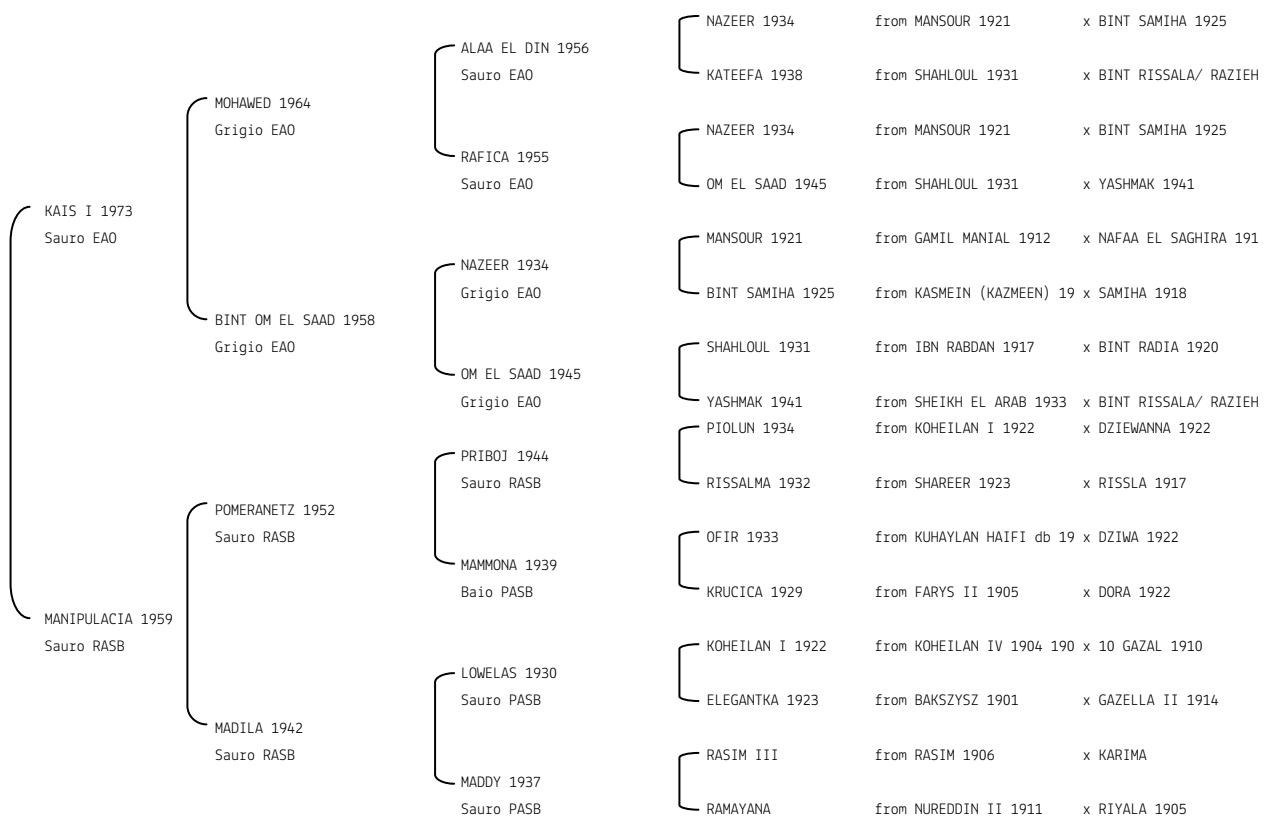 NAZEER 1934 from MANSOUR 1921 x BINT SAMIHA 1925
ALAA EL DIN 1956
Sauro EAO
KATEEFA 1938 from SHAHLOUL 1931 x BINT RISSALA/ RAZIEH
MOHAWED 1964
Grigio EAO
NAZEER 1934 from MANSOUR 1921 x BINT SAMIHA 1925
RAFICA 1955
Sauro EAO
OM EL SAAD 1945 from SHAHLOUL 1931 x YASHMAK 1941
KAIS I 1973
Sauro EAO
MANSOUR 1921 from GAMIL MANIAL 1912 x NAFAA EL SAGHIRA 191
NAZEER 1934
Grigio EAO
BINT SAMIHA 1925 from KASMEIN (KAZMEEN) 19 x SAMIHA 1918
BINT OM EL SAAD 1958
Grigio EAO
SHAHLOUL 1931 from IBN RABDAN 1917 x BINT RADIA 1920
OM EL SAAD 1945
Grigio EAO
YASHMAK 1941 from SHEIKH EL ARAB 1933 x BINT RISSALA/ RAZIEH
PIOLUN 1934 from KOHEILAN I 1922 x DZIEWANNA 1922
PRIBOJ 1944
Sauro RASB
RISSALMA 1932 from SHAREER 1923 x RISSLA 1917
POMERANETZ 1952
Sauro RASB
OFIR 1933 from KUHAYLAN HAIFI db 19 x DZIWA 1922
MAMMONA 1939
Baio PASB
KRUCICA 1929 from FARYS II 1905 x DORA 1922
MANIPULACIA 1959
Sauro RASB
KOHEILAN I 1922 from KOHEILAN IV 1904 190 x 10 GAZAL 1910
LOWELAS 1930
Sauro PASB
ELEGANTKA 1923 from BAKSZYSZ 1901 x GAZELLA II 1914
MADILA 1942
Sauro RASB
RASIM III from RASIM 1906 x KARIMA
MADDY 1937
Sauro PASB
RAMAYANA from NUREDDIN II 1911 x RIYALA 1905